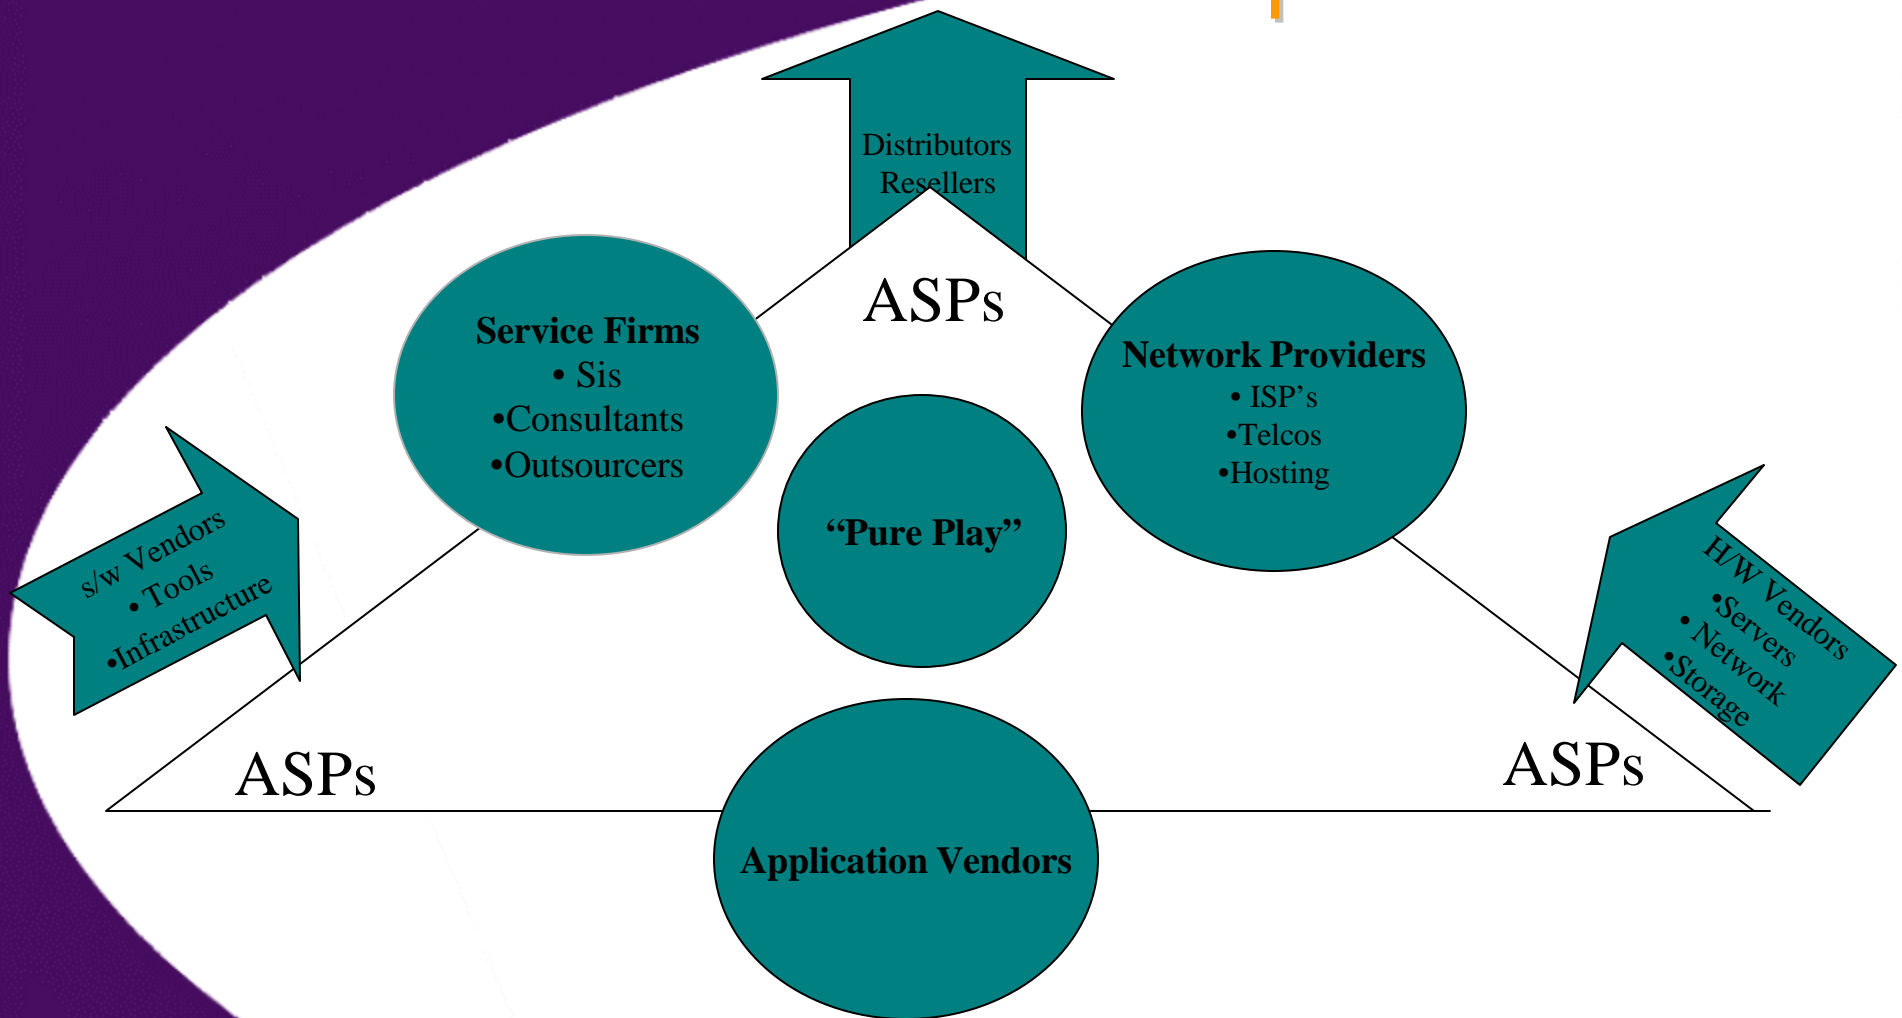 Distributors
Resellers
ASPs
Service Firms
• Sis
•Consultants
•Outsourcers
Network Providers
• ISP’s
•Telcos
•Hosting
“Pure Play”
s/w Vendors
• Tools
•Infrastructure
H/W Vendors
•Servers
• Network
•Storage
ASPs
ASPs
Application Vendors